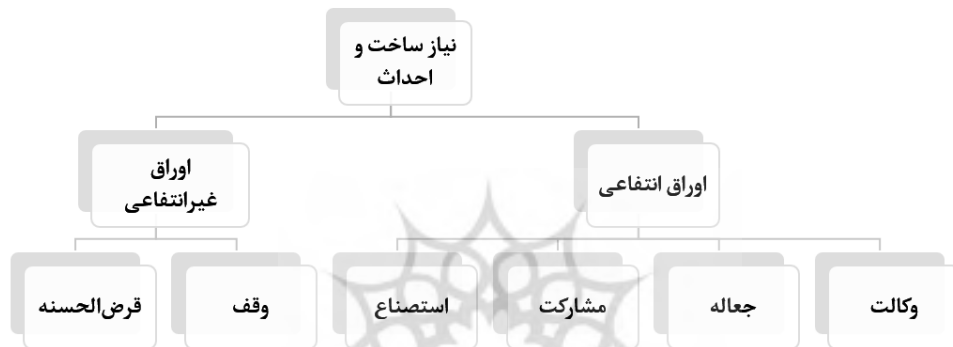 نیاز ساخت و
احداث
اوراق انتفاعی
اوراق
غیرانتفاعی
وکالت
جعاله
مشارکت
استصناع
وقف
قرض‌الحسنه